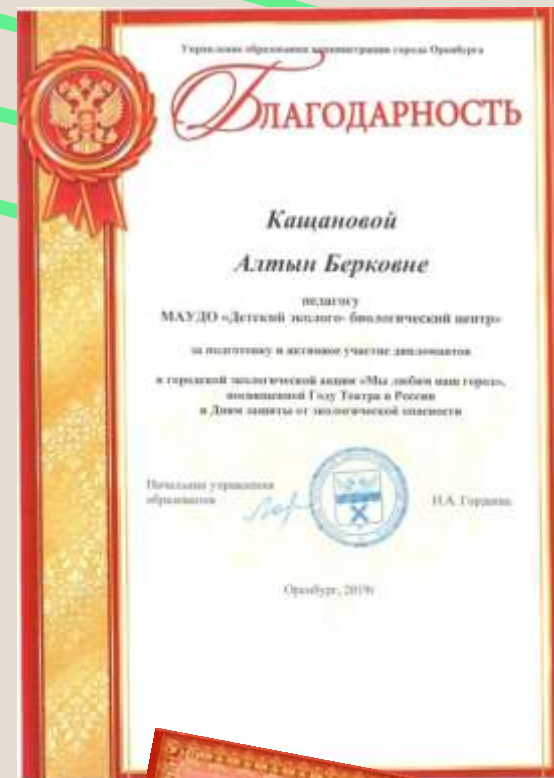 Управление образования администрации города Оренбурга
БЛАГОДАРНОСТЬ
Кащановой
Алтын Берковне
педагогу
МАУДО «Детский эколого- биологический центр»
за подготовку и активное участие дипломантов
в городской экологической акции «Мы любим наш город»,
посвященной Году Театра в России
и Дням защиты от экологической опасности
Начальник управления
образования
Н.А. Гордеева
Оренбург, 2019г